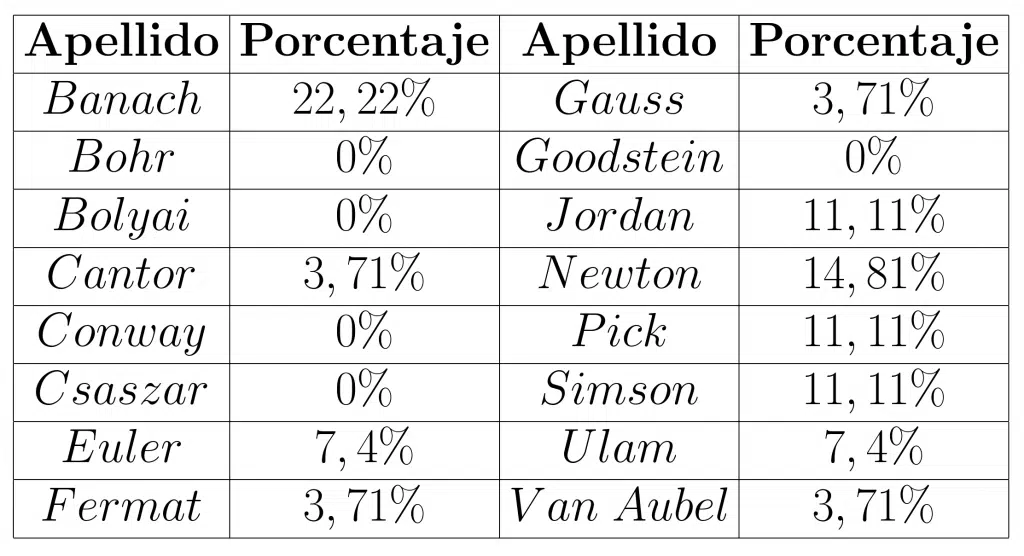 Apellido Porcentaje Apellido Porcentaje
Banach 22, 22% Gauss 3, 71%
Bohr 0% Goodstein 0%
Bolyai 0% Jordan 11, 11%
Cantor 3, 71% Newton 14, 81%
Conway 0% Pick 11, 11%
Csaszar 0% Simson 11, 11%
Euler 7, 4% Ulam 7, 4%
Fermat 3, 71% Van Aubel 3, 71%